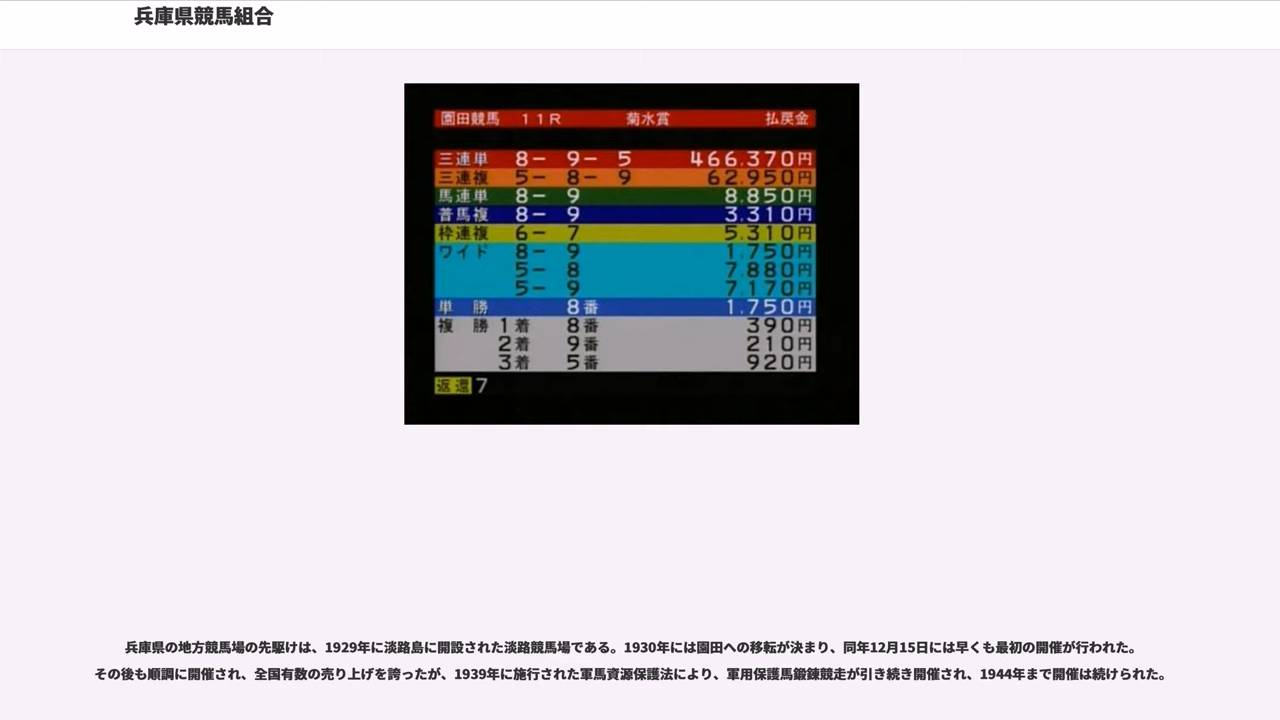 兵庫県競馬組合
園田競馬 11R 菊水賞 払戻金
三連単 8- 9- 5 466.370円
三連複 5- 8- 9 62.950円
馬連単 8- 9 8.850円
普馬複 8- 9 3.310円
枠連複 6- 7 5.310円
ワイド 8- 9 1.750円
5- 8 7.880円
5- 9 7.170円
単 勝 8番 1.750円
複 勝 1着 8番 390円
2着 9番 210円
3着 5番 920円
返還 7
兵庫県の地方競馬場の先駆けは、1929年に淡路島に開設された淡路競馬場である。1930年には園田への移転が決まり、同年12月15日には早くも最初の開催が行われた。
その後も順調に開催され、全国有数の売り上げを誇ったが、1939年に施行された軍馬資源保護法により、軍用保護馬鍛錬競走が引き続き開催され、1944年まで開催は続けられた。